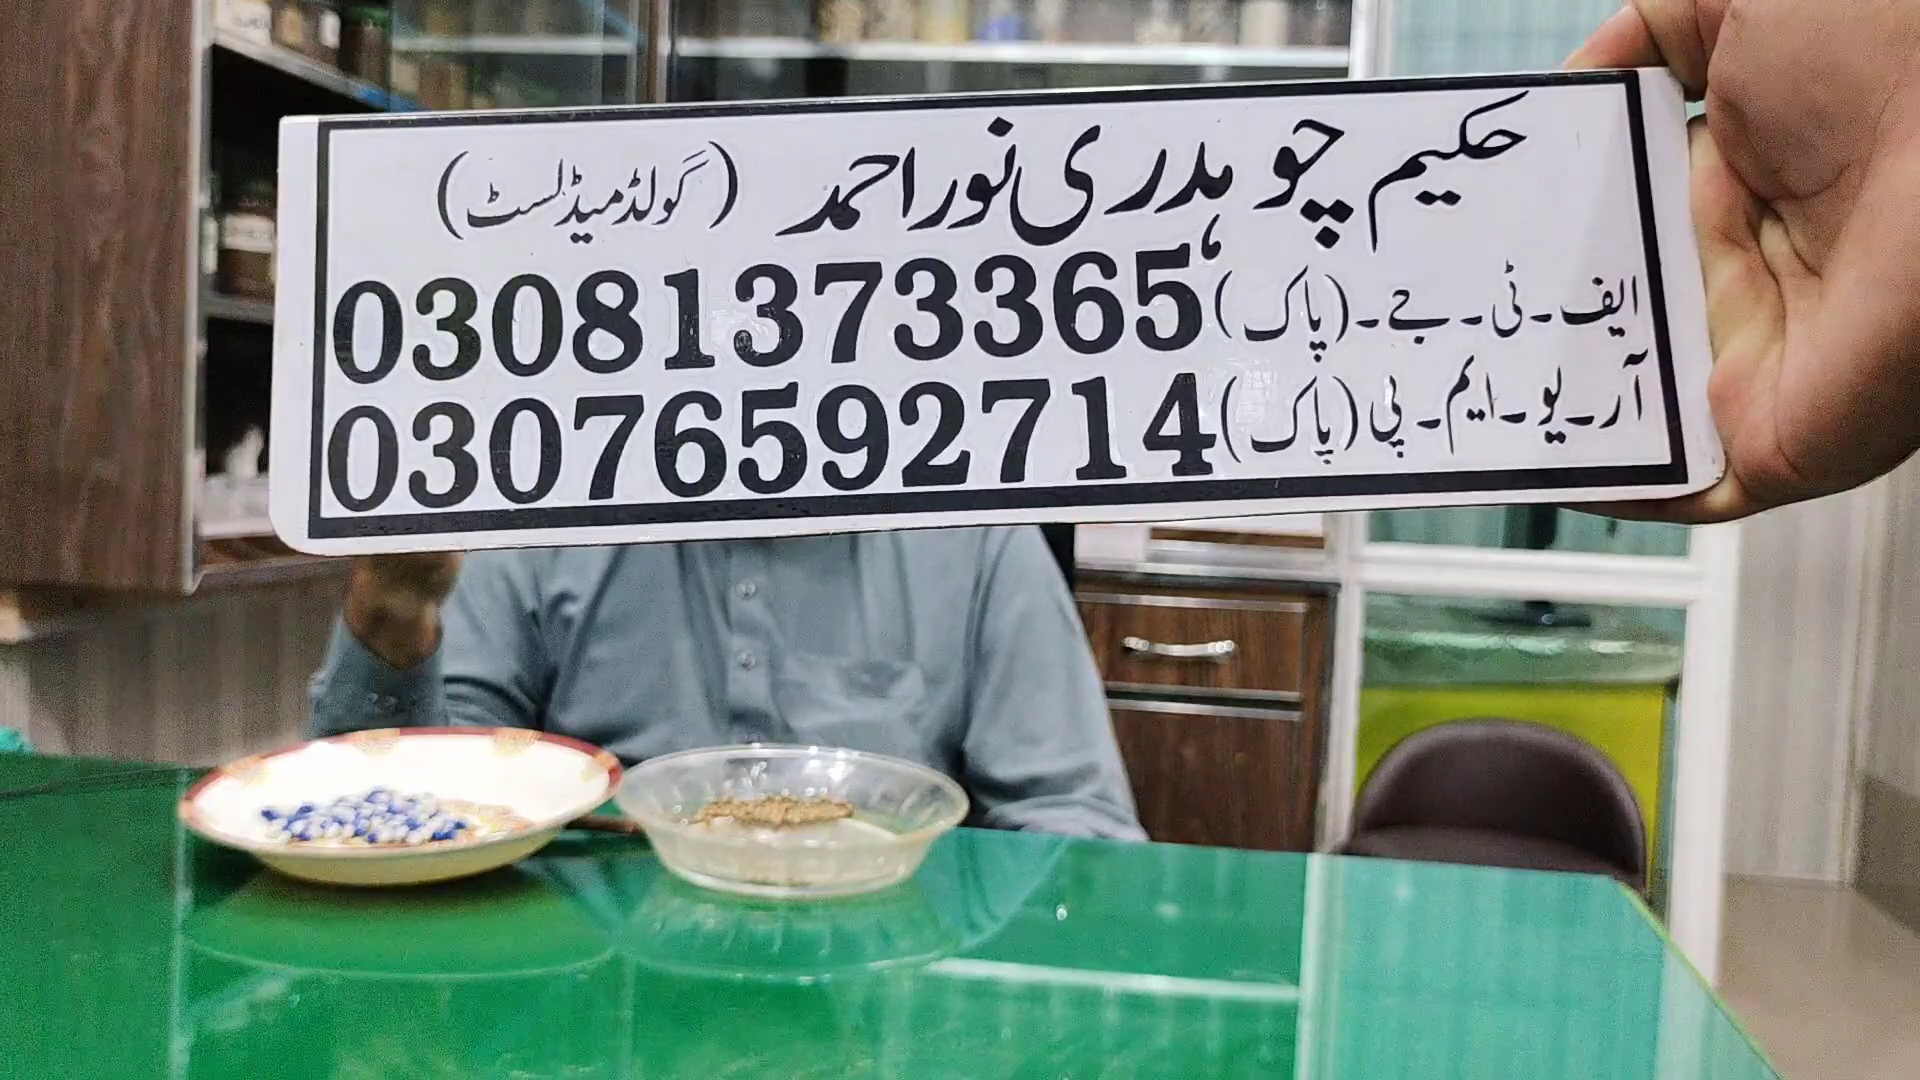 حکیم چوہدری نور احمد (گولڈ میڈلسٹ)
ایف۔ٹی۔جے۔(پاک) 03081373365
آر۔یو۔ایم۔پی (پاک) 03076592714